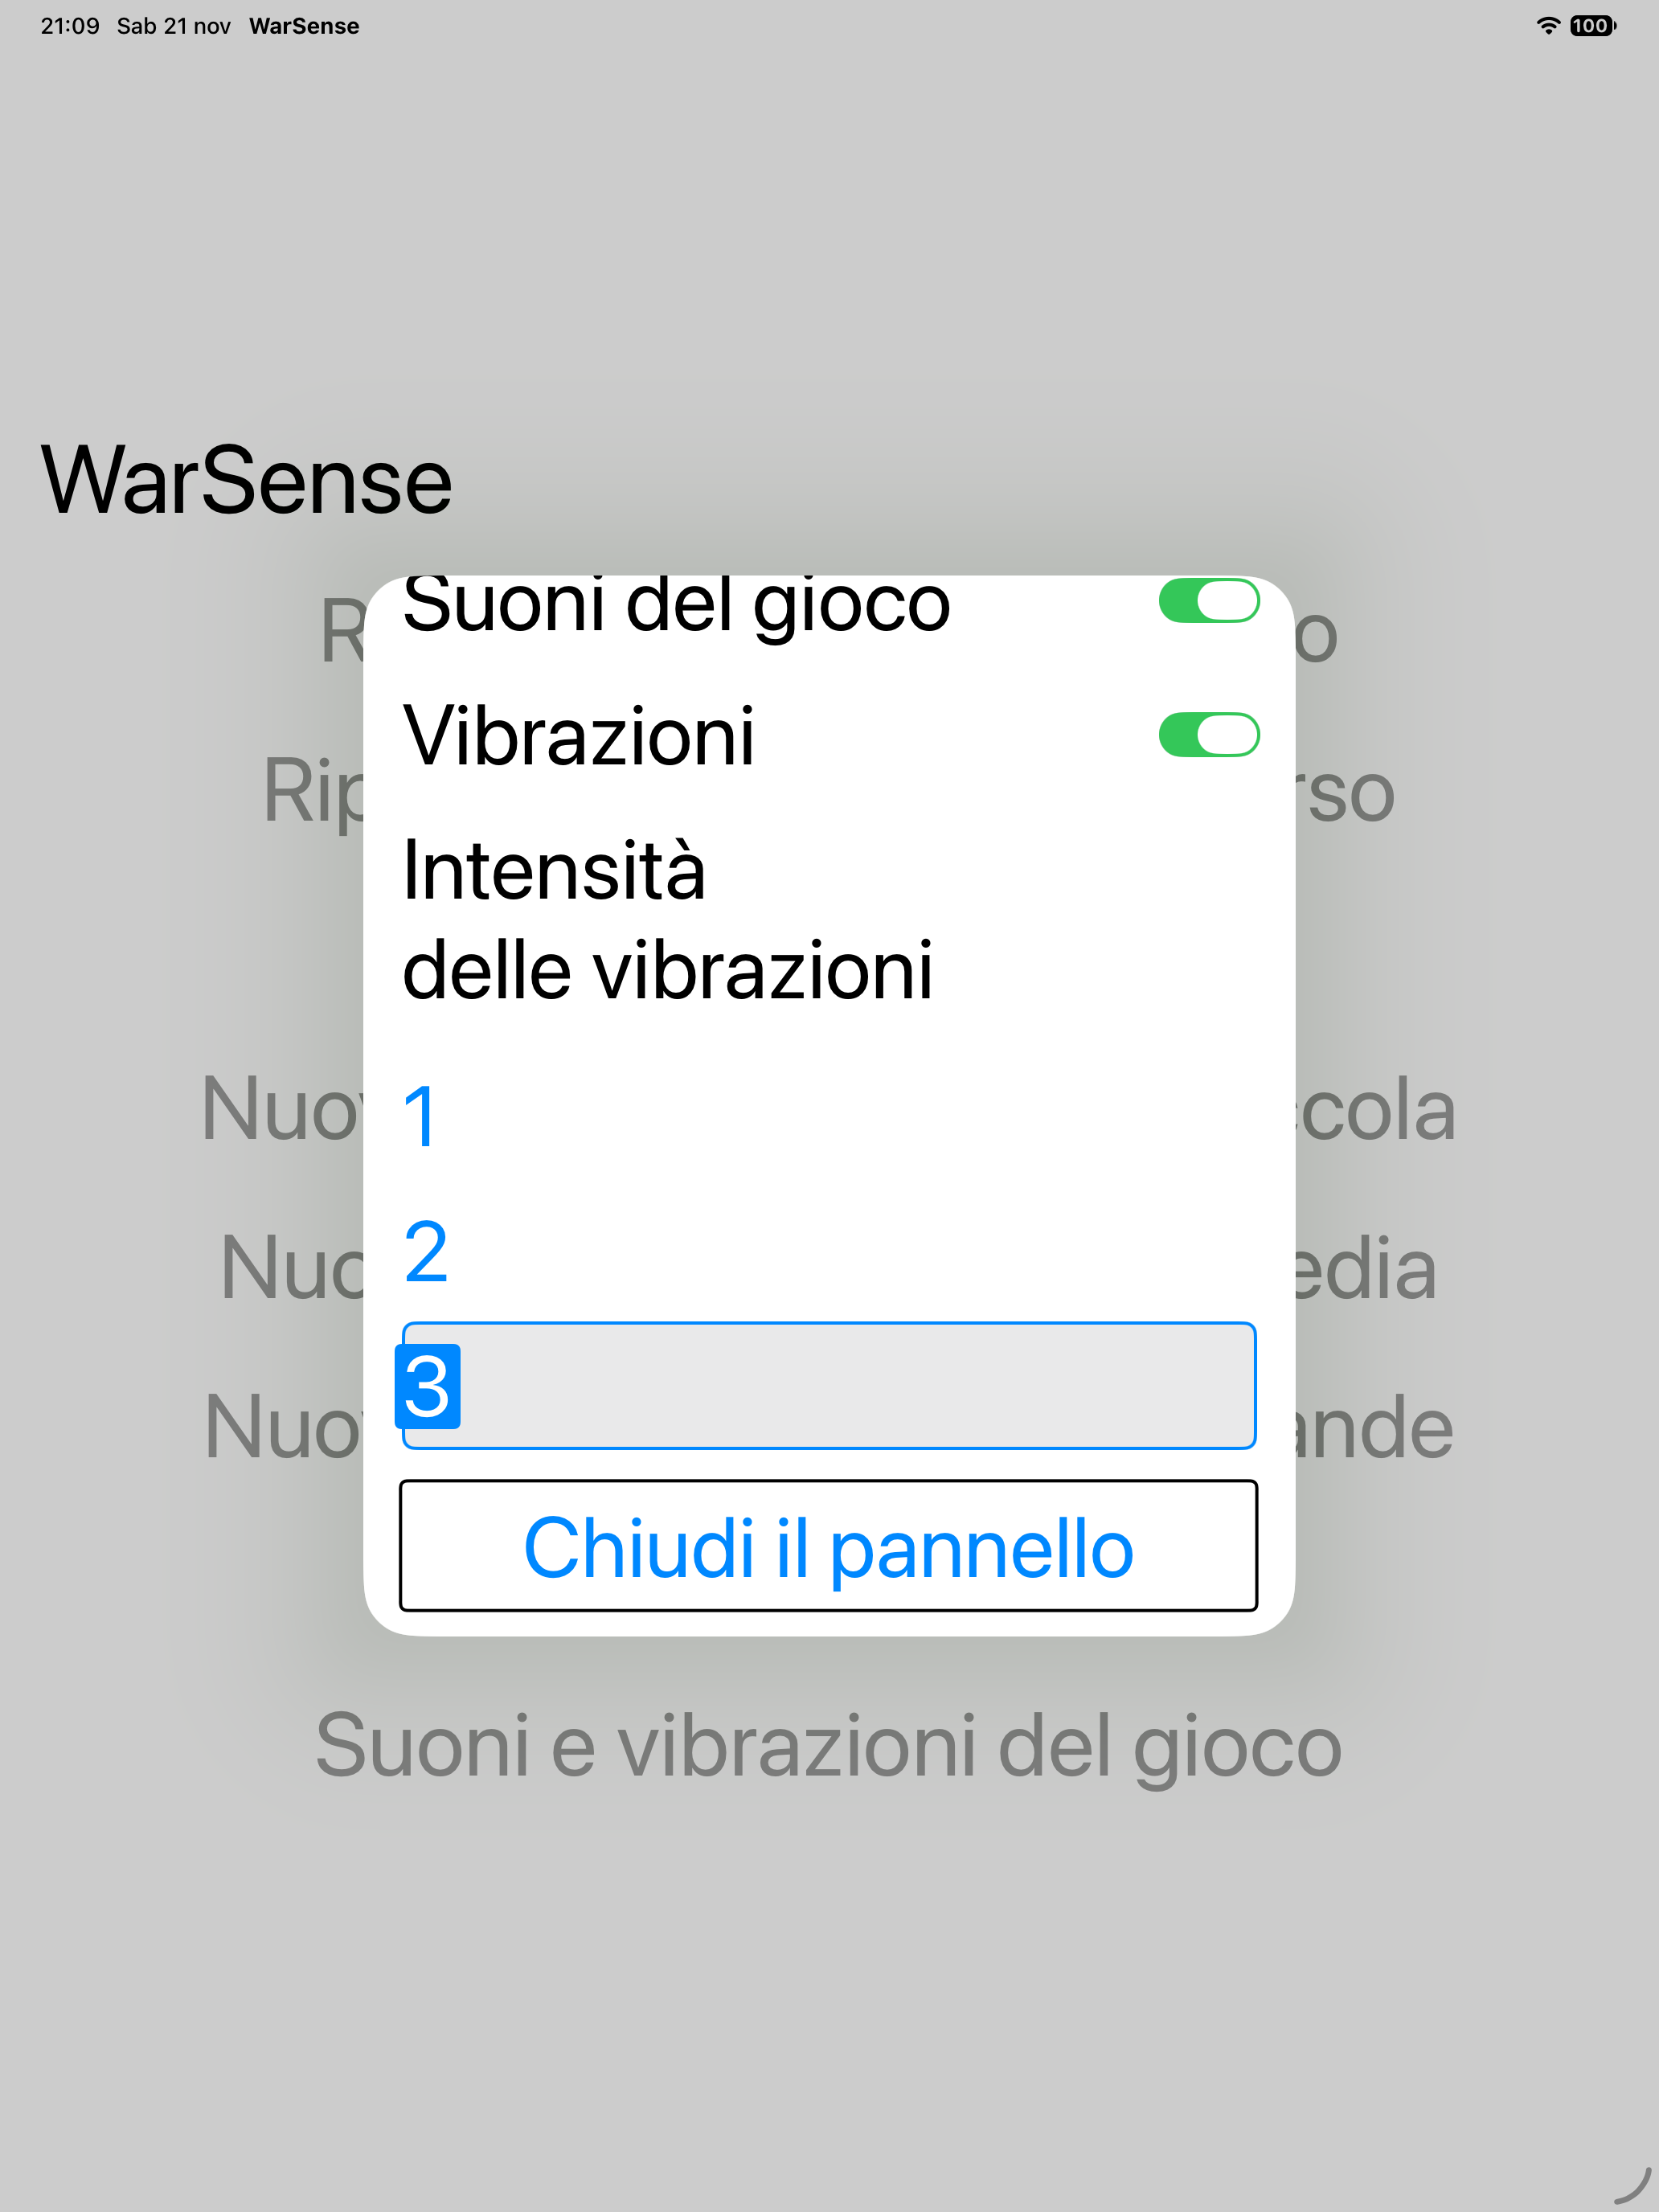 21:09 Sab 21 nov WarSense 100
WarSense
Suoni del gioco
Vibrazioni
Intensità
delle vibrazioni
1
2
3
Chiudi il pannello
Suoni e vibrazioni del gioco